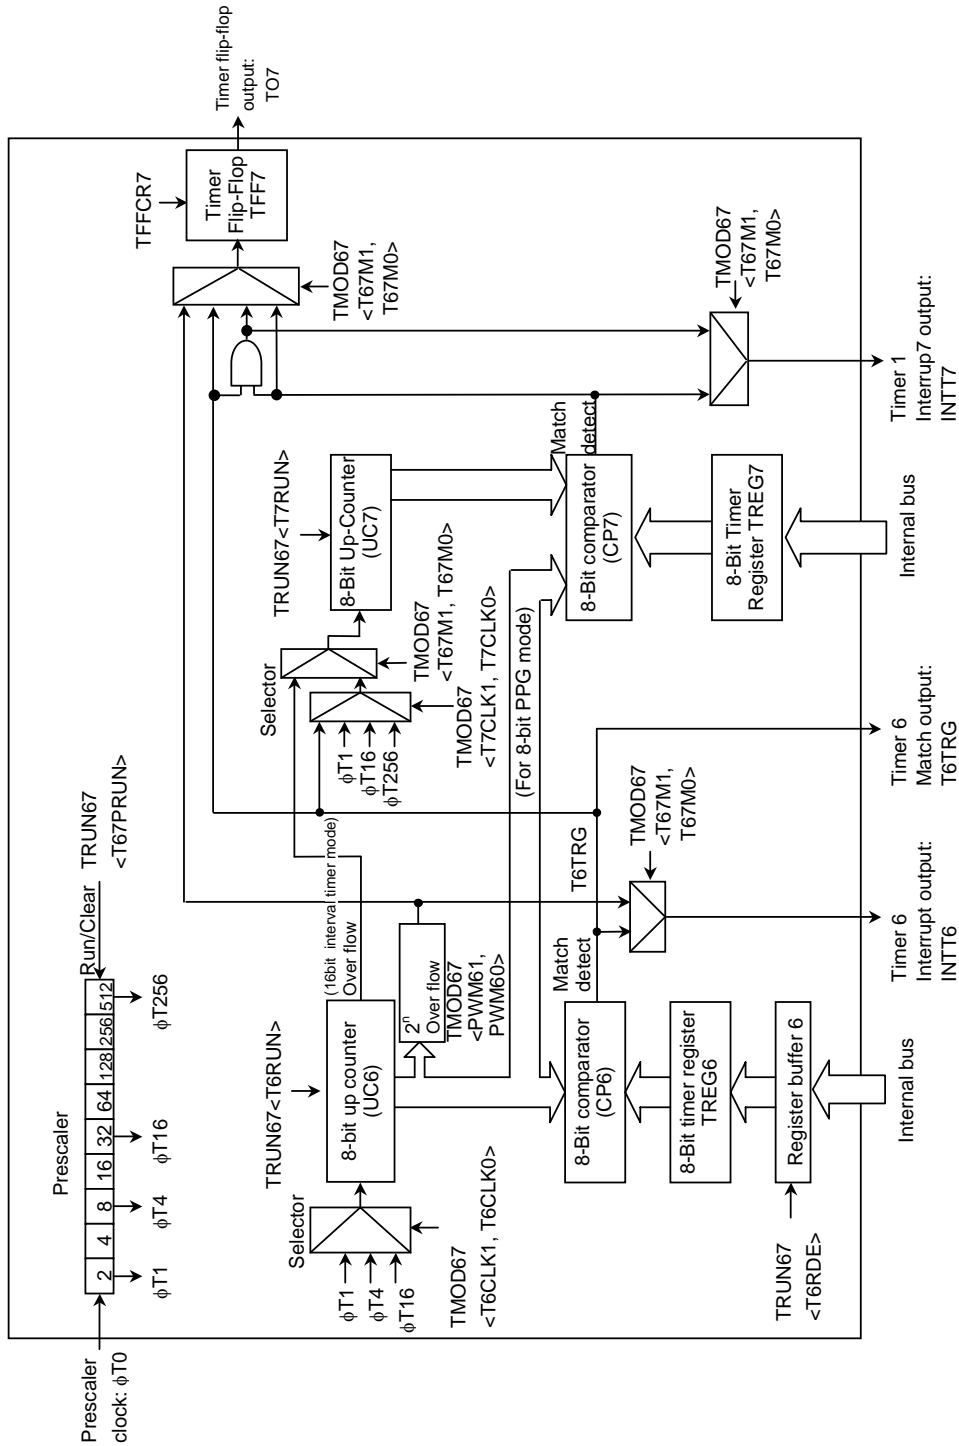 Prescaler
clock: ϕT0
Prescaler
2
4
8
16
32
64
128
256
512
Run/Clear
TRUN67
<T67PRUN>
ϕT1
ϕT4
ϕT16
ϕT256
TRUN67<T6RUN>
Selector
8-bit up counter
(UC6)
(16bit interval timer mode)
Over flow
ϕT1
ϕT4
ϕT16
TMOD67
<T6CLK1, T6CLK0>
2n
Over flow
TMOD67
<PWM61,
PWM60>
Selector
ϕT1
ϕT16
ϕT256
TMOD67
<T7CLK1, T7CLK0>
TMOD67
<T67M1, T67M0>
TRUN67<T7RUN>
8-Bit Up-Counter
(UC7)
TFFCR7
Timer
Flip-Flop
TFF7
Timer flip-flop
output:
TO7
TMOD67
<T67M1,
T67M0>
(For 8-bit PPG mode)
8-Bit comparator
(CP6)
Match
detect
T6TRG
TMOD67
<T67M1,
T67M0>
8-Bit comparator
(CP7)
Match
detect
TMOD67
<T67M1,
T67M0>
8-Bit timer register
TREG6
Register buffer 6
TRUN67
<T6RDE>
8-Bit Timer
Register TREG7
Internal bus
Timer 6
Interrupt output:
INTT6
Timer 6
Match output:
T6TRG
Internal bus
Timer 1
Interrup7 output:
INTT7